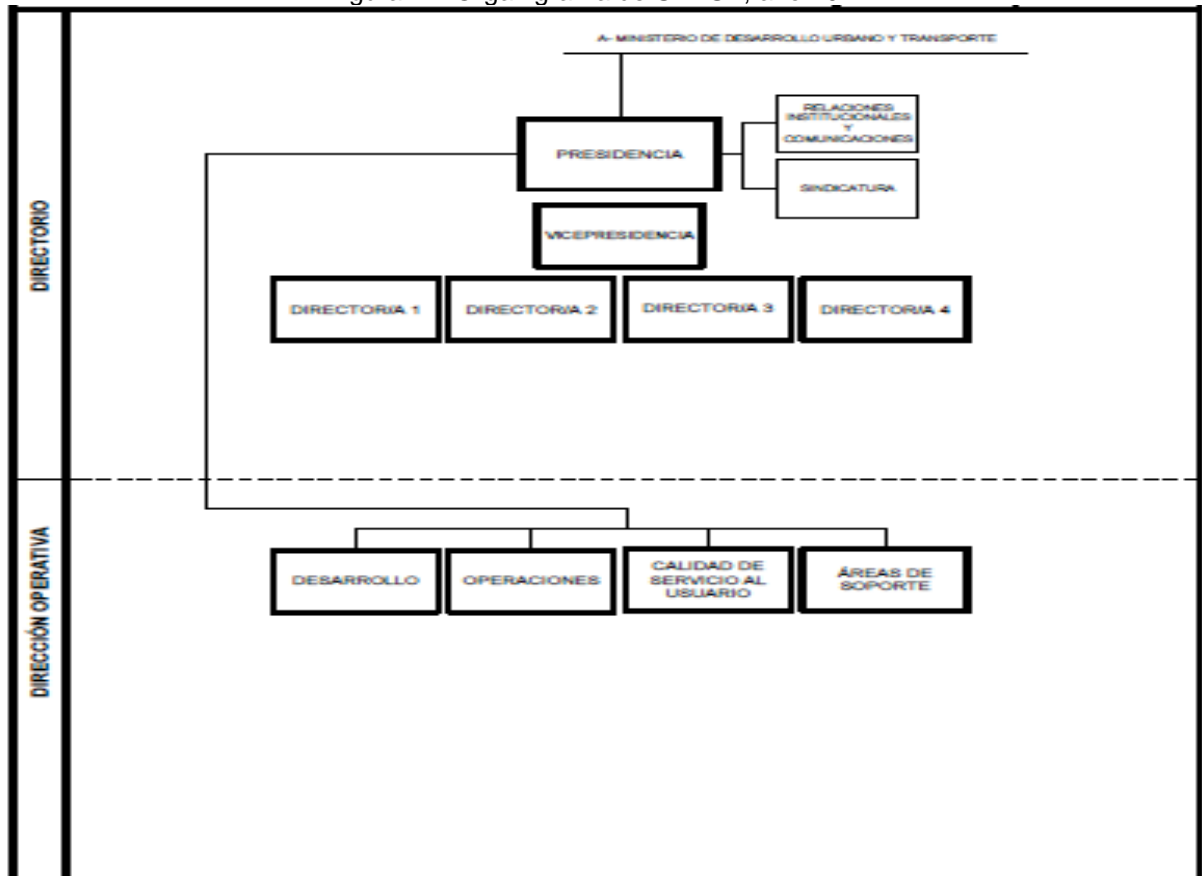 A- MINISTERIO DE DESARROLLO URBANO Y TRANSPORTE
RELACIONES
INSTITUCIONALES
Y
COMUNICACIONES
PRESIDENCIA
SINDICATURA
VICEPRESIDENCIA
DIRECTORIO
DIRECTOR/A 1
DIRECTOR/A 2
DIRECTOR/A 3
DIRECTOR/A 4
DIRECCIÓN OPERATIVA
DESARROLLO
OPERACIONES
CALIDAD DE
SERVICIO AL
USUARIO
ÁREAS DE
SOPORTE